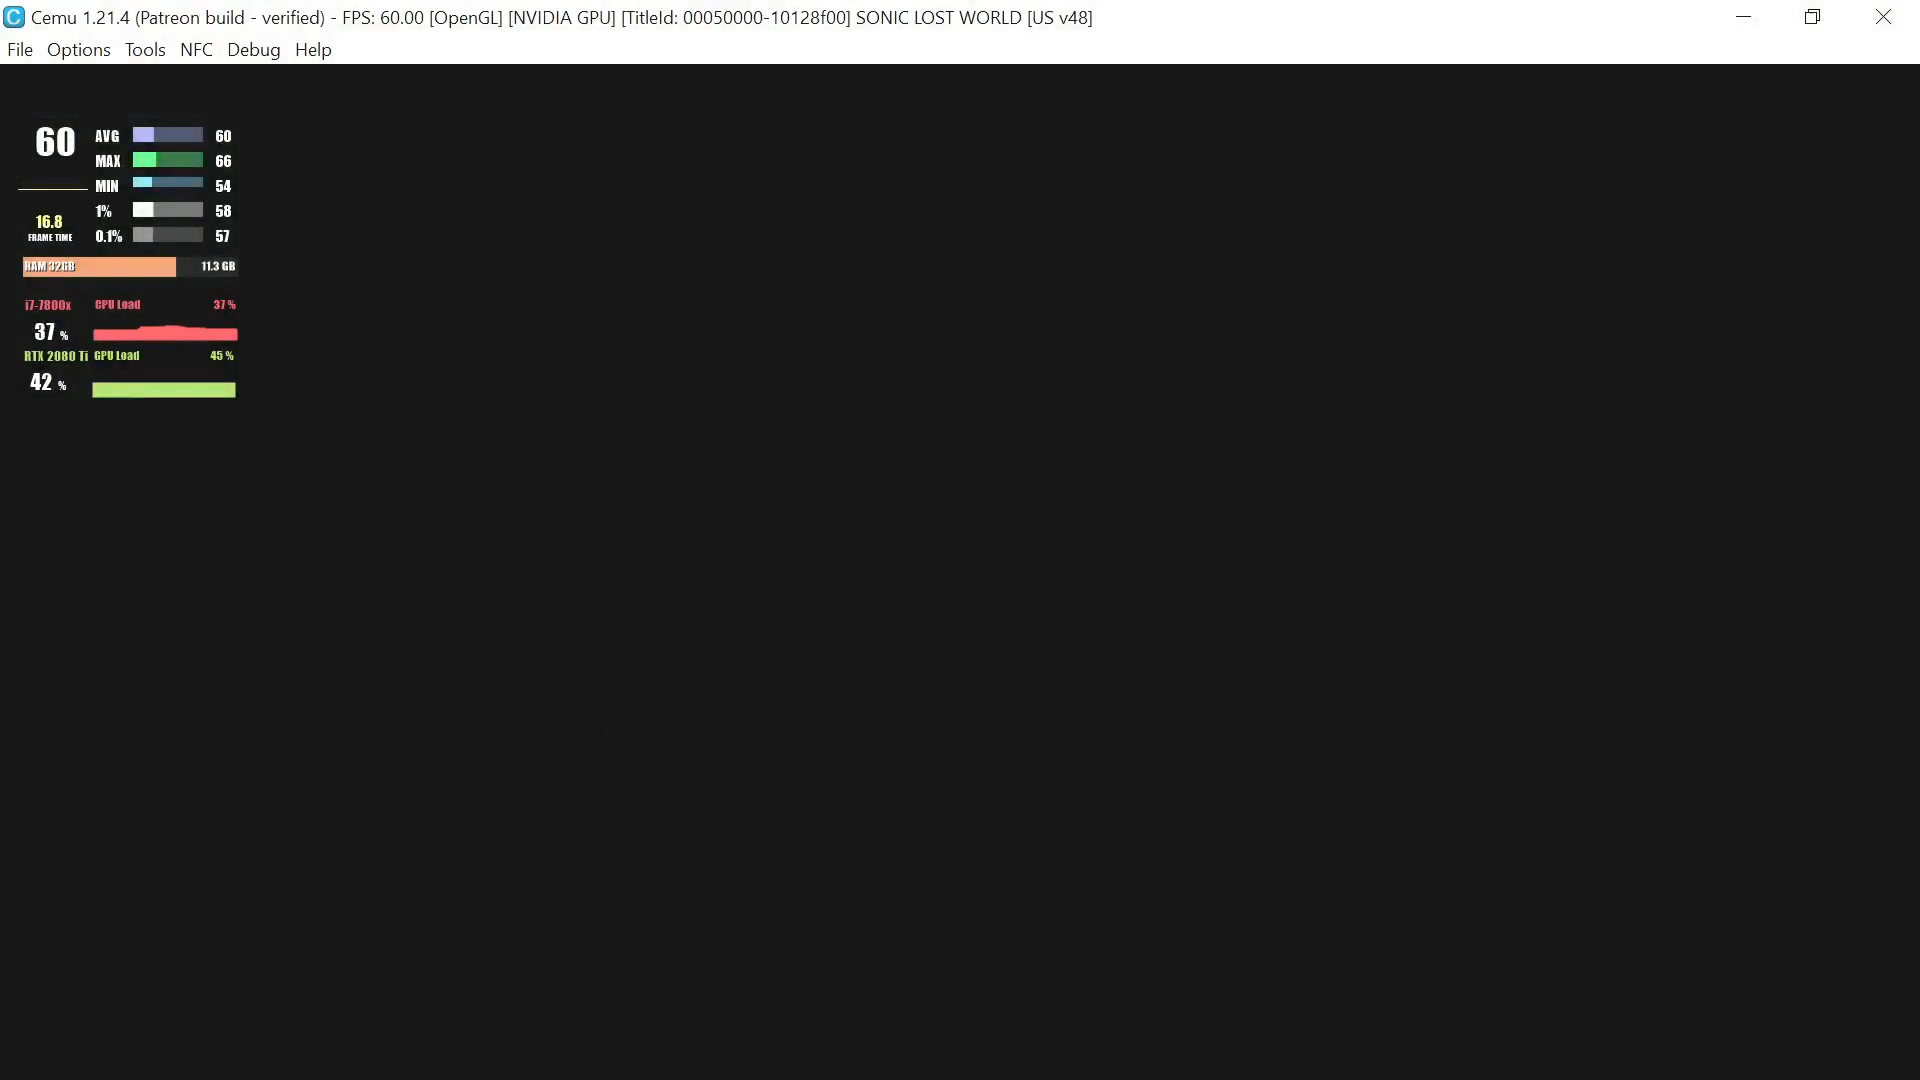 Cemu 1.21.4 (Patreon build - verified) - FPS: 60.00 [OpenGL] [NVIDIA GPU] [TitleId: 00050000-10128f00] SONIC LOST WORLD [US v48]
File Options Tools NFC Debug Help
60 AVG 60
MAX 66
MIN 54
1% 58
16.8
FRAME TIME 0.1% 57
RAM 32GB 11.3 GB
i7-7800x CPU Load 37 %
37 %
RTX 2080 Ti GPU Load 45 %
42 %